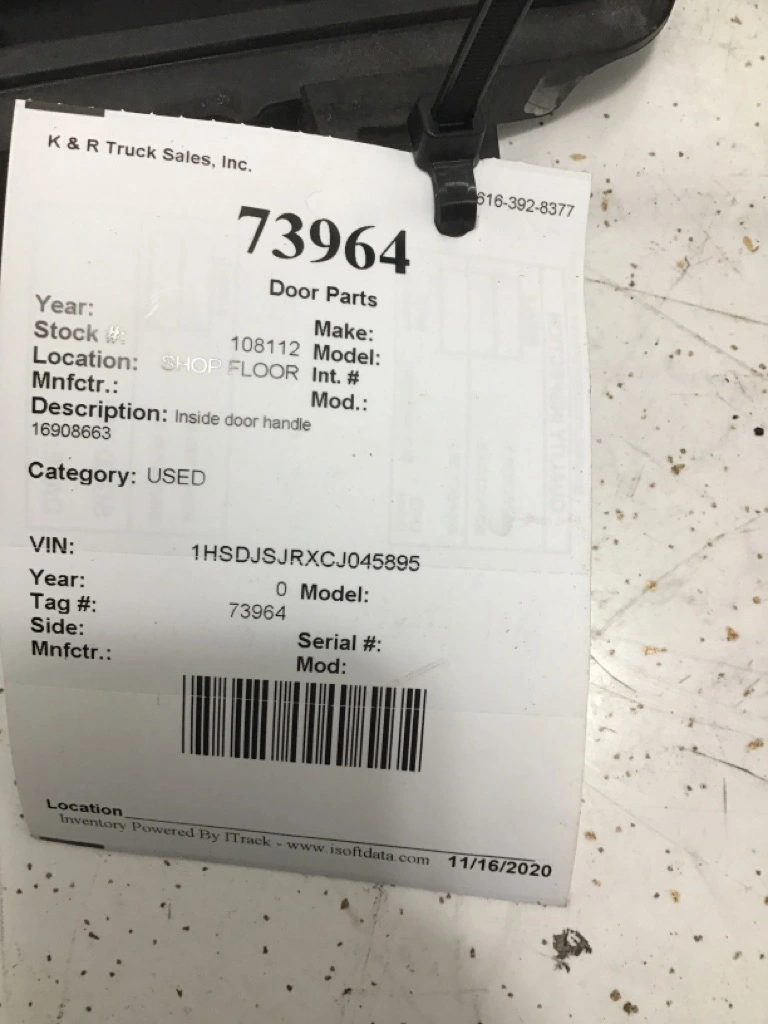 K & R Truck Sales, Inc.
616-392-8377
73964
Door Parts
Year:
Make:
Stock #: 108112 Model:
Location: SHOP FLOOR Int. #
Mnfctr.: Mod.:
Description: Inside door handle
16908663
Category: USED
VIN: 1HSDJSJRXCJ045895
Year: 0 Model:
Tag #: 73964
Side: Serial #:
Mnfctr.: Mod:
Location
Inventory Powered By ITrack - www.isoftdata.com 11/16/2020